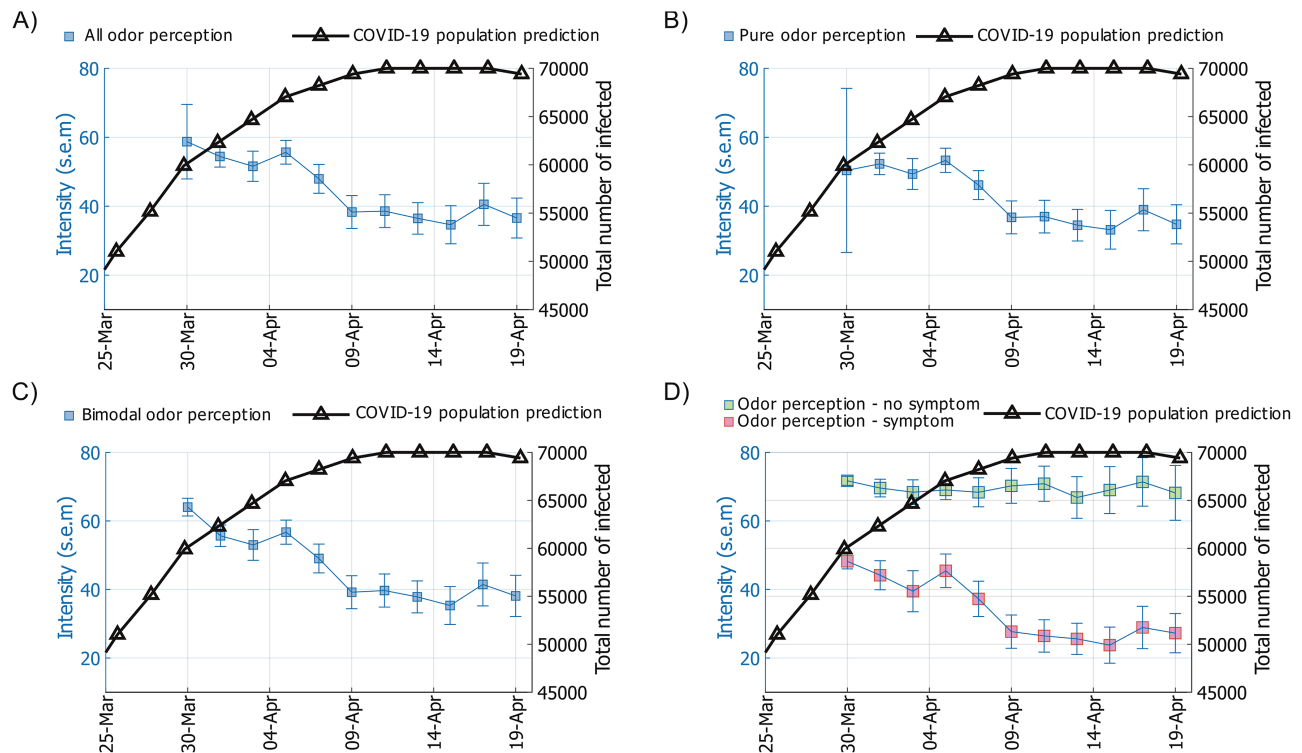 A)
All odor perception
COVID-19 population prediction
80
60
40
20
Intensity (s.e.m)
70000
65000
60000
55000
50000
45000
Total number of infected
25-Mar
30-Mar
04-Apr
09-Apr
14-Apr
19-Apr
B)
Pure odor perception
COVID-19 population prediction
80
60
40
20
Intensity (s.e.m)
70000
65000
60000
55000
50000
45000
Total number of infected
25-Mar
30-Mar
04-Apr
09-Apr
14-Apr
19-Apr
C)
Bimodal odor perception
COVID-19 population prediction
80
60
40
20
Intensity (s.e.m)
70000
65000
60000
55000
50000
45000
Total number of infected
25-Mar
30-Mar
04-Apr
09-Apr
14-Apr
19-Apr
D)
Odor perception - no symptom
Odor perception - symptom
COVID-19 population prediction
80
60
40
20
Intensity (s.e.m)
70000
65000
60000
55000
50000
45000
Total number of infected
25-Mar
30-Mar
04-Apr
09-Apr
14-Apr
19-Apr